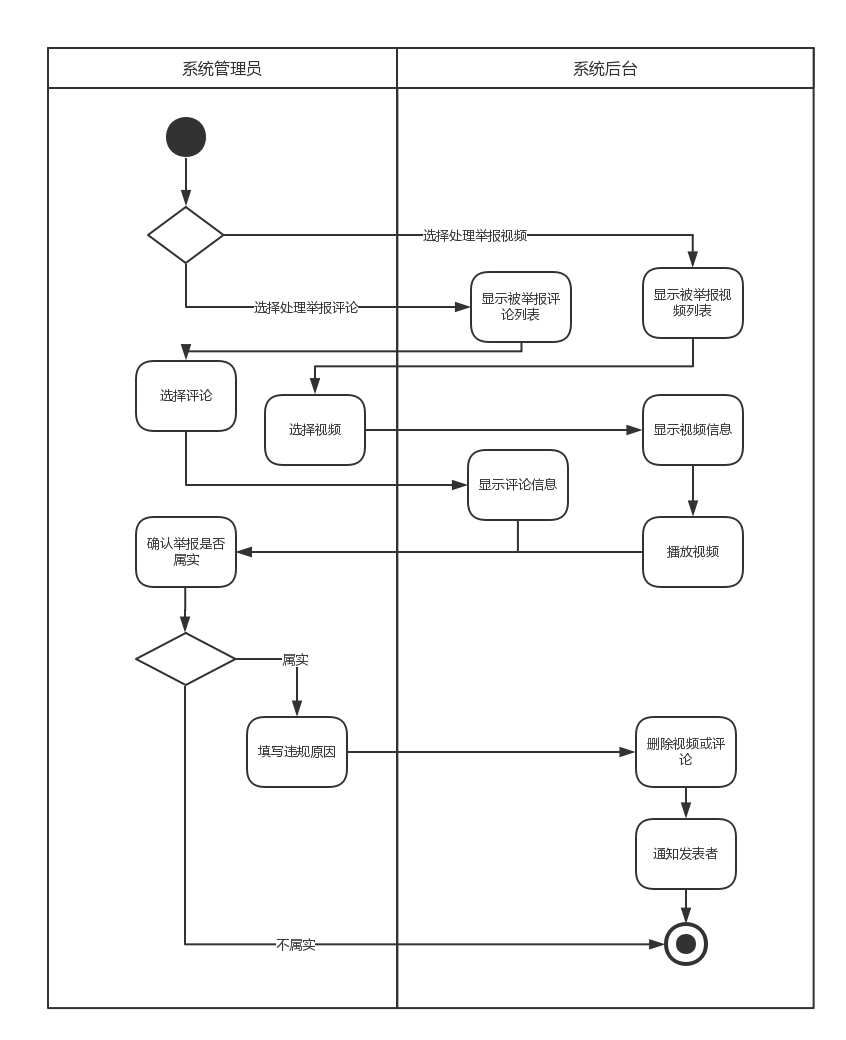 系统管理员
系统后台
选择处理举报视频
选择处理举报评论
显示被举报评
论列表
显示被举报视
频列表
选择评论
选择视频
显示视频信息
显示评论信息
确认举报是否
属实
播放视频
属实
填写违规原因
删除视频或评
论
通知发表者
不属实